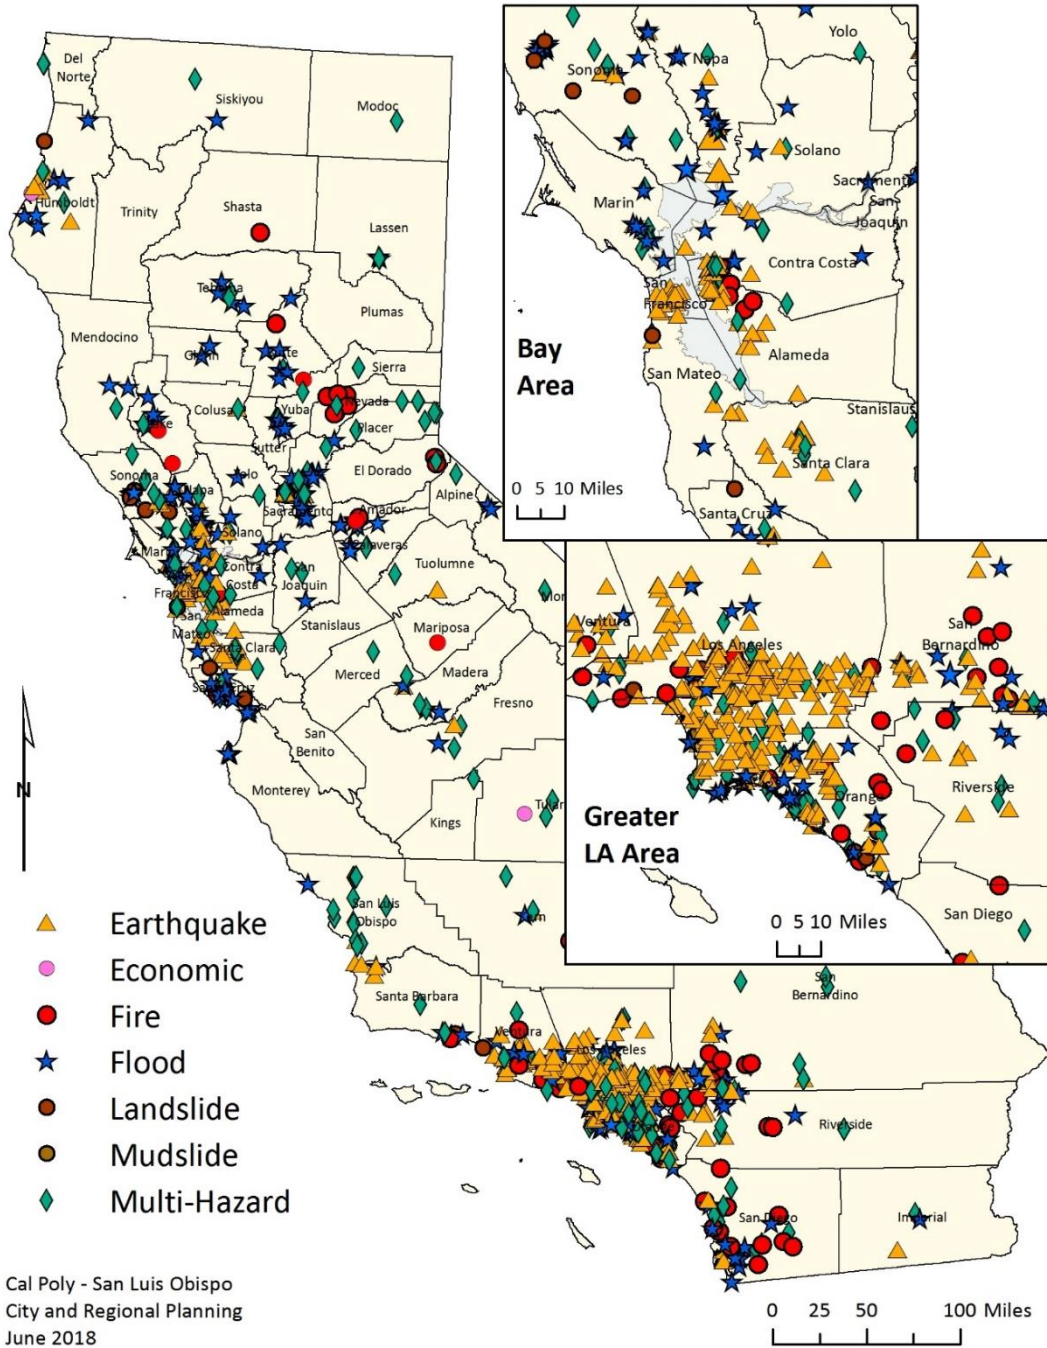 Del
Norte
Siskiyou
Modoc
Humboldt
Trinity
Shasta
Lassen
Tehama
Plumas
Mendocino
Glenn
Butte
Sierra
Colusa
Yuba
Nevada
Lake
Placer
Sutter
Sonoma
Napa
Yolo
El Dorado
Sacramento
Amador
Alpine
Solano
Marin
Calaveras
Tuolumne
Contra
Costa
San
Joaquin
San
Francisco
Alameda
San
Mateo
Stanislaus
Mariposa
Santa Clara
Merced
Madera
Santa Cruz
Fresno
San
Benito
Monterey
Kings
San Luis
Obispo
Santa Barbara
Ventura
Los Angeles
San
Bernardino
Orange
Riverside
San Diego
Imperial
Yolo
Sonoma
Napa
Solano
Sacramento
San
Joaquin
Marin
Contra Costa
San
Francisco
Bay
Area
Alameda
San Mateo
Stanislaus
Santa Clara
0 5 10 Miles
Santa Cruz
Ventura
Los Angeles
San
Bernardino
Riverside
Orange
Greater
LA Area
San Diego
0 5 10 Miles
N
Earthquake
Economic
Fire
Flood
Landslide
Mudslide
Multi-Hazard
Cal Poly - San Luis Obispo
City and Regional Planning
June 2018
0 25 50 100 Miles